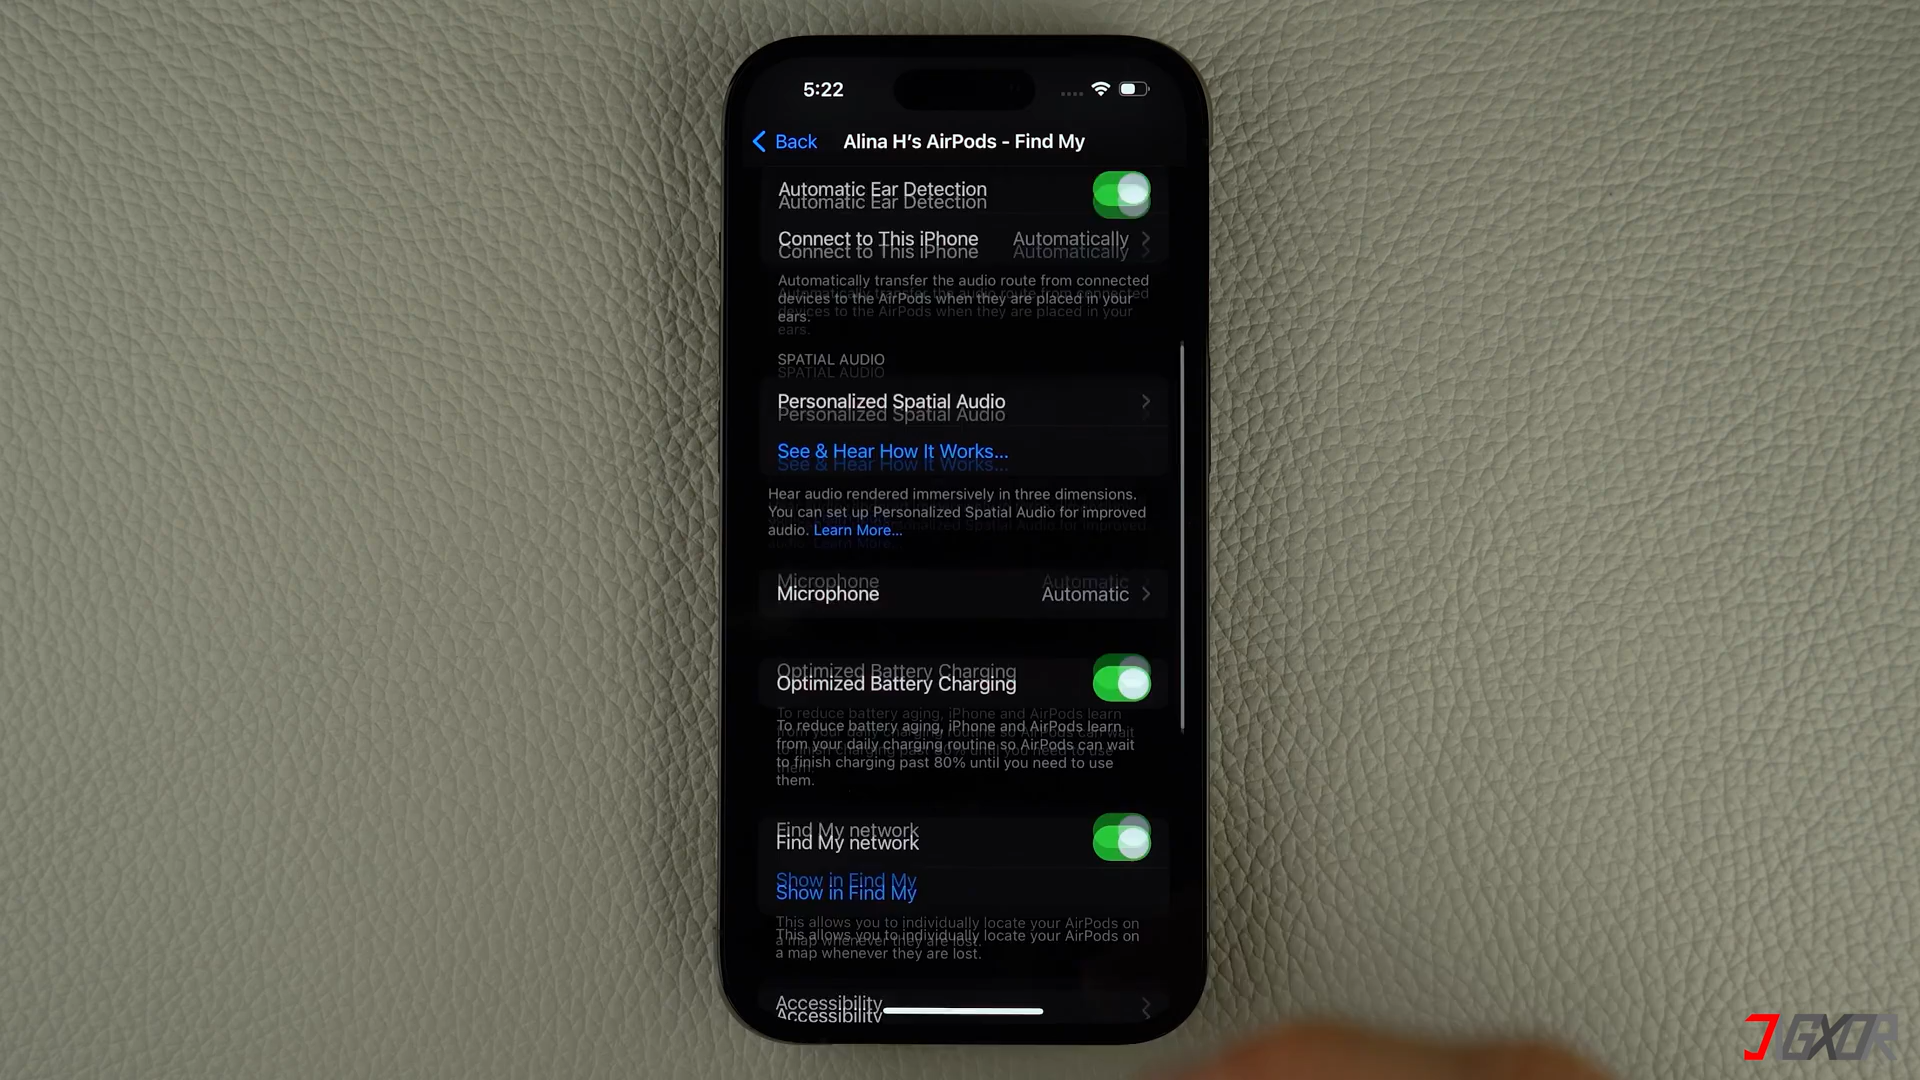 5:22
Back
Alina H's AirPods - Find My
Automatic Ear Detection
Connect to This iPhone Automatically
Automatically transfer the audio route from connected
devices to the AirPods when they are placed in your
ears.
SPATIAL AUDIO
Personalized Spatial Audio
See & Hear How It Works...
Hear audio rendered immersively in three dimensions.
You can set up Personalized Spatial Audio for improved
audio. Learn More...
Microphone Automatic
Optimized Battery Charging
To reduce battery aging, iPhone and AirPods learn
from your daily charging routine so AirPods can wait
to finish charging past 80% until you need to use
them.
Find My network
Show in Find My
This allows you to individually locate your AirPods on
a map whenever they are lost.
Accessibility
JGXOR